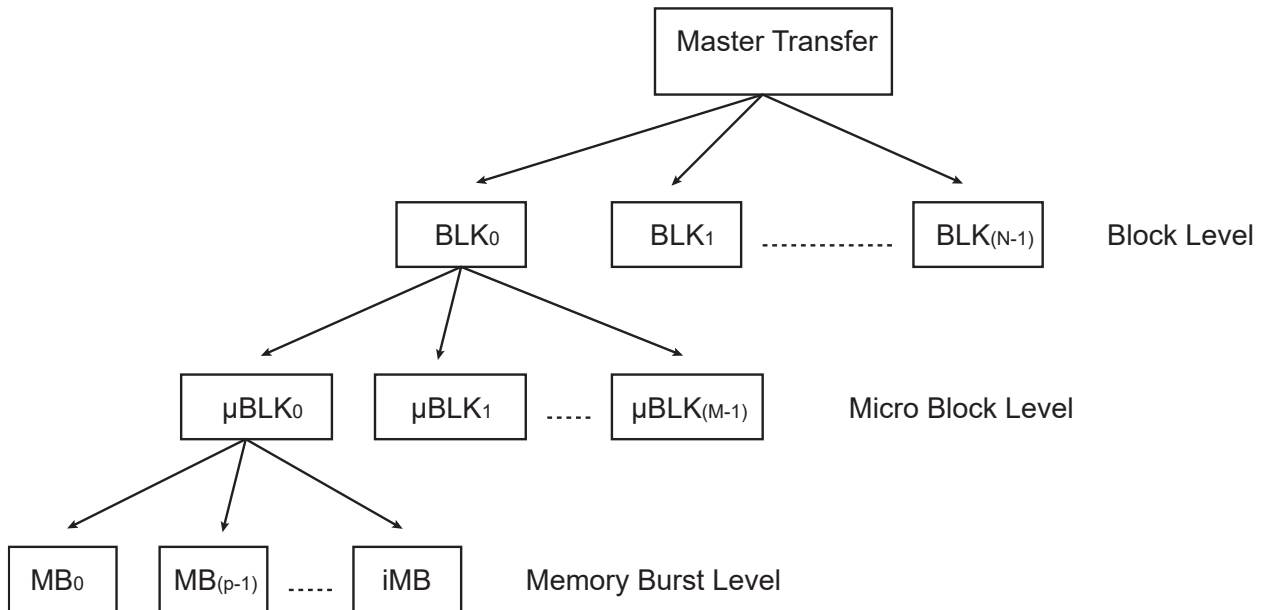 Master Transfer
BLK0 BLK1 BLK(N-1) Block Level
µBLK0 µBLK1 µBLK(M-1) Micro Block Level
MB0 MB(p-1) iMB Memory Burst Level